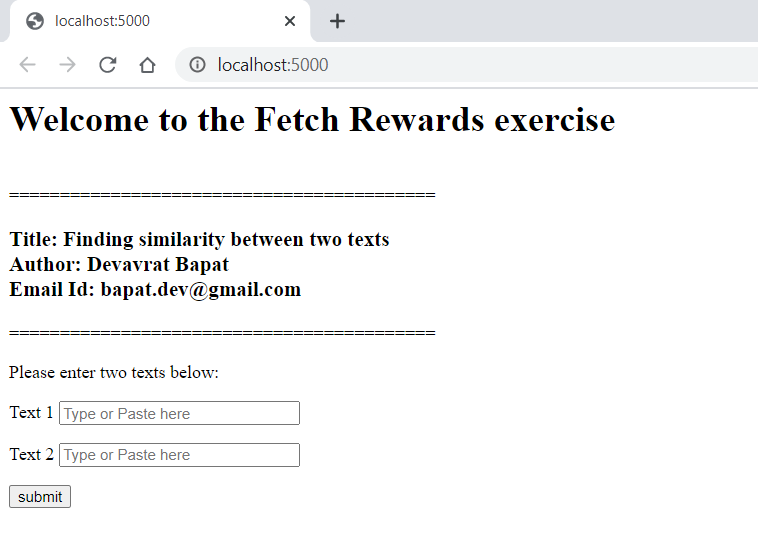 localhost:5000
localhost:5000
Welcome to the Fetch Rewards exercise
==========================================
Title: Finding similarity between two texts
Author: Devavrat Bapat
Email Id: bapat.dev@gmail.com
==========================================
Please enter two texts below:
Text 1 Type or Paste here
Text 2 Type or Paste here
submit